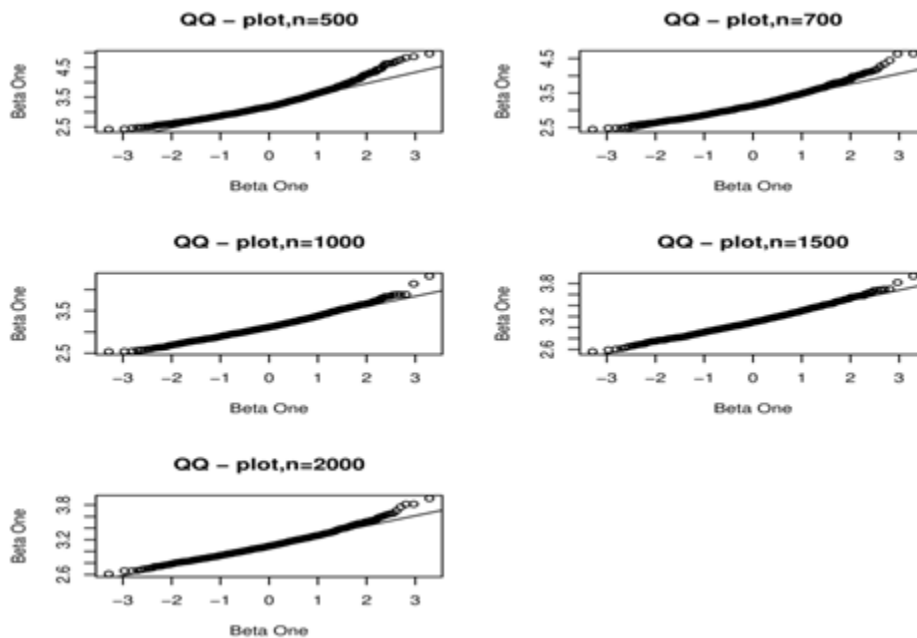 QQ − plot,n=500
Beta One
4.5
3.5
2.5
−3 −2 −1 0 1 2 3
Beta One
QQ − plot,n=700
Beta One
4.5
3.5
2.5
−3 −2 −1 0 1 2 3
Beta One
QQ − plot,n=1000
Beta One
3.5
2.5
−3 −2 −1 0 1 2 3
Beta One
QQ − plot,n=1500
Beta One
3.8
3.2
2.6
−3 −2 −1 0 1 2 3
Beta One
QQ − plot,n=2000
Beta One
3.8
3.2
2.6
−3 −2 −1 0 1 2 3
Beta One